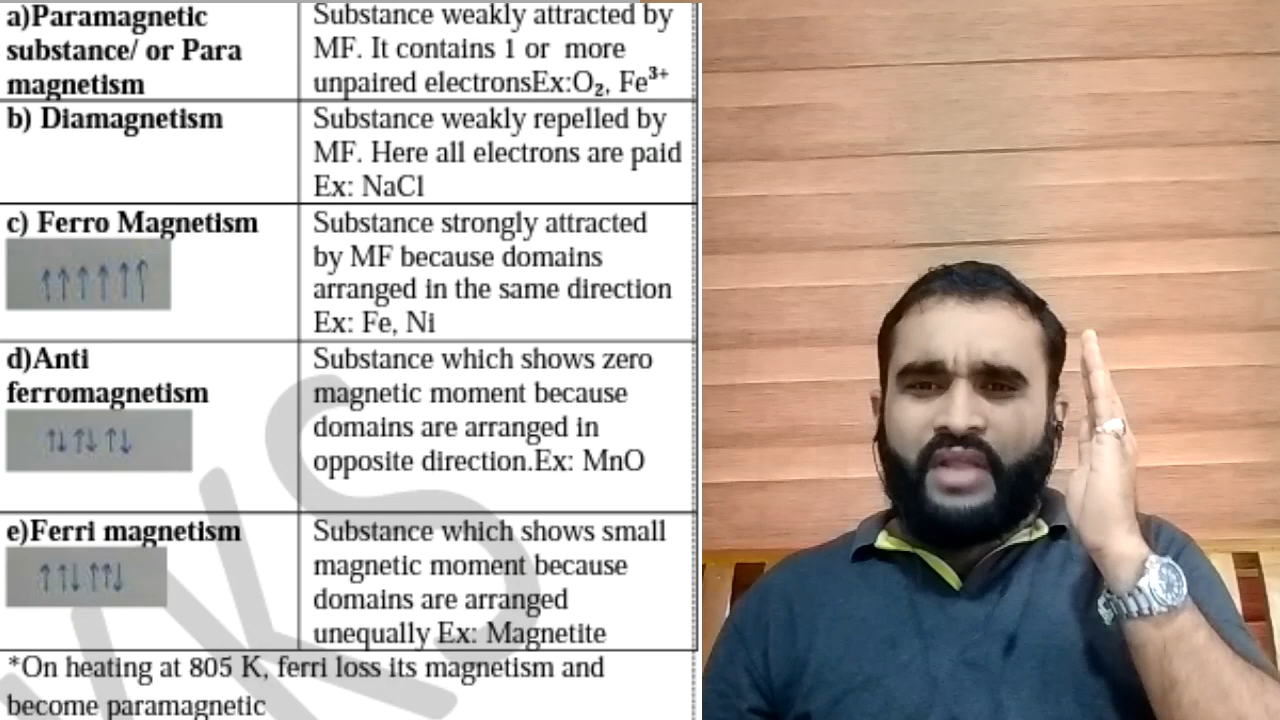 a)Paramagnetic
substance/ or Para
magnetism
Substance weakly attracted by
MF. It contains 1 or more
unpaired electronsEx:O₂, Fe³⁺
b) Diamagnetism
Substance weakly repelled by
MF. Here all electrons are paid
Ex: NaCl
c) Ferro Magnetism
↑↑↑↑↑↑
Substance strongly attracted
by MF because domains
arranged in the same direction
Ex: Fe, Ni
d)Anti
ferromagnetism
↑↓↑↓↑↓
Substance which shows zero
magnetic moment because
domains are arranged in
opposite direction.Ex: MnO
e)Ferri magnetism
↑↑↓↑↑↓
Substance which shows small
magnetic moment because
domains are arranged
unequally Ex: Magnetite
*On heating at 805 K, ferri loss its magnetism and
become paramagnetic